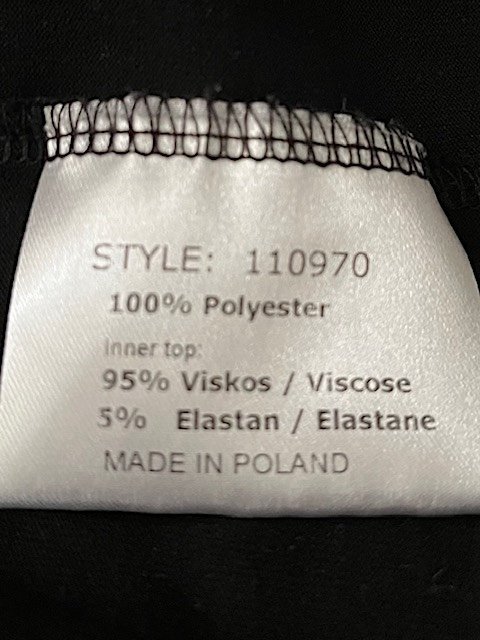 STYLE: 110970
100% Polyester
inner top:
95% Viskos / Viscose
5% Elastan / Elastane
MADE IN POLAND